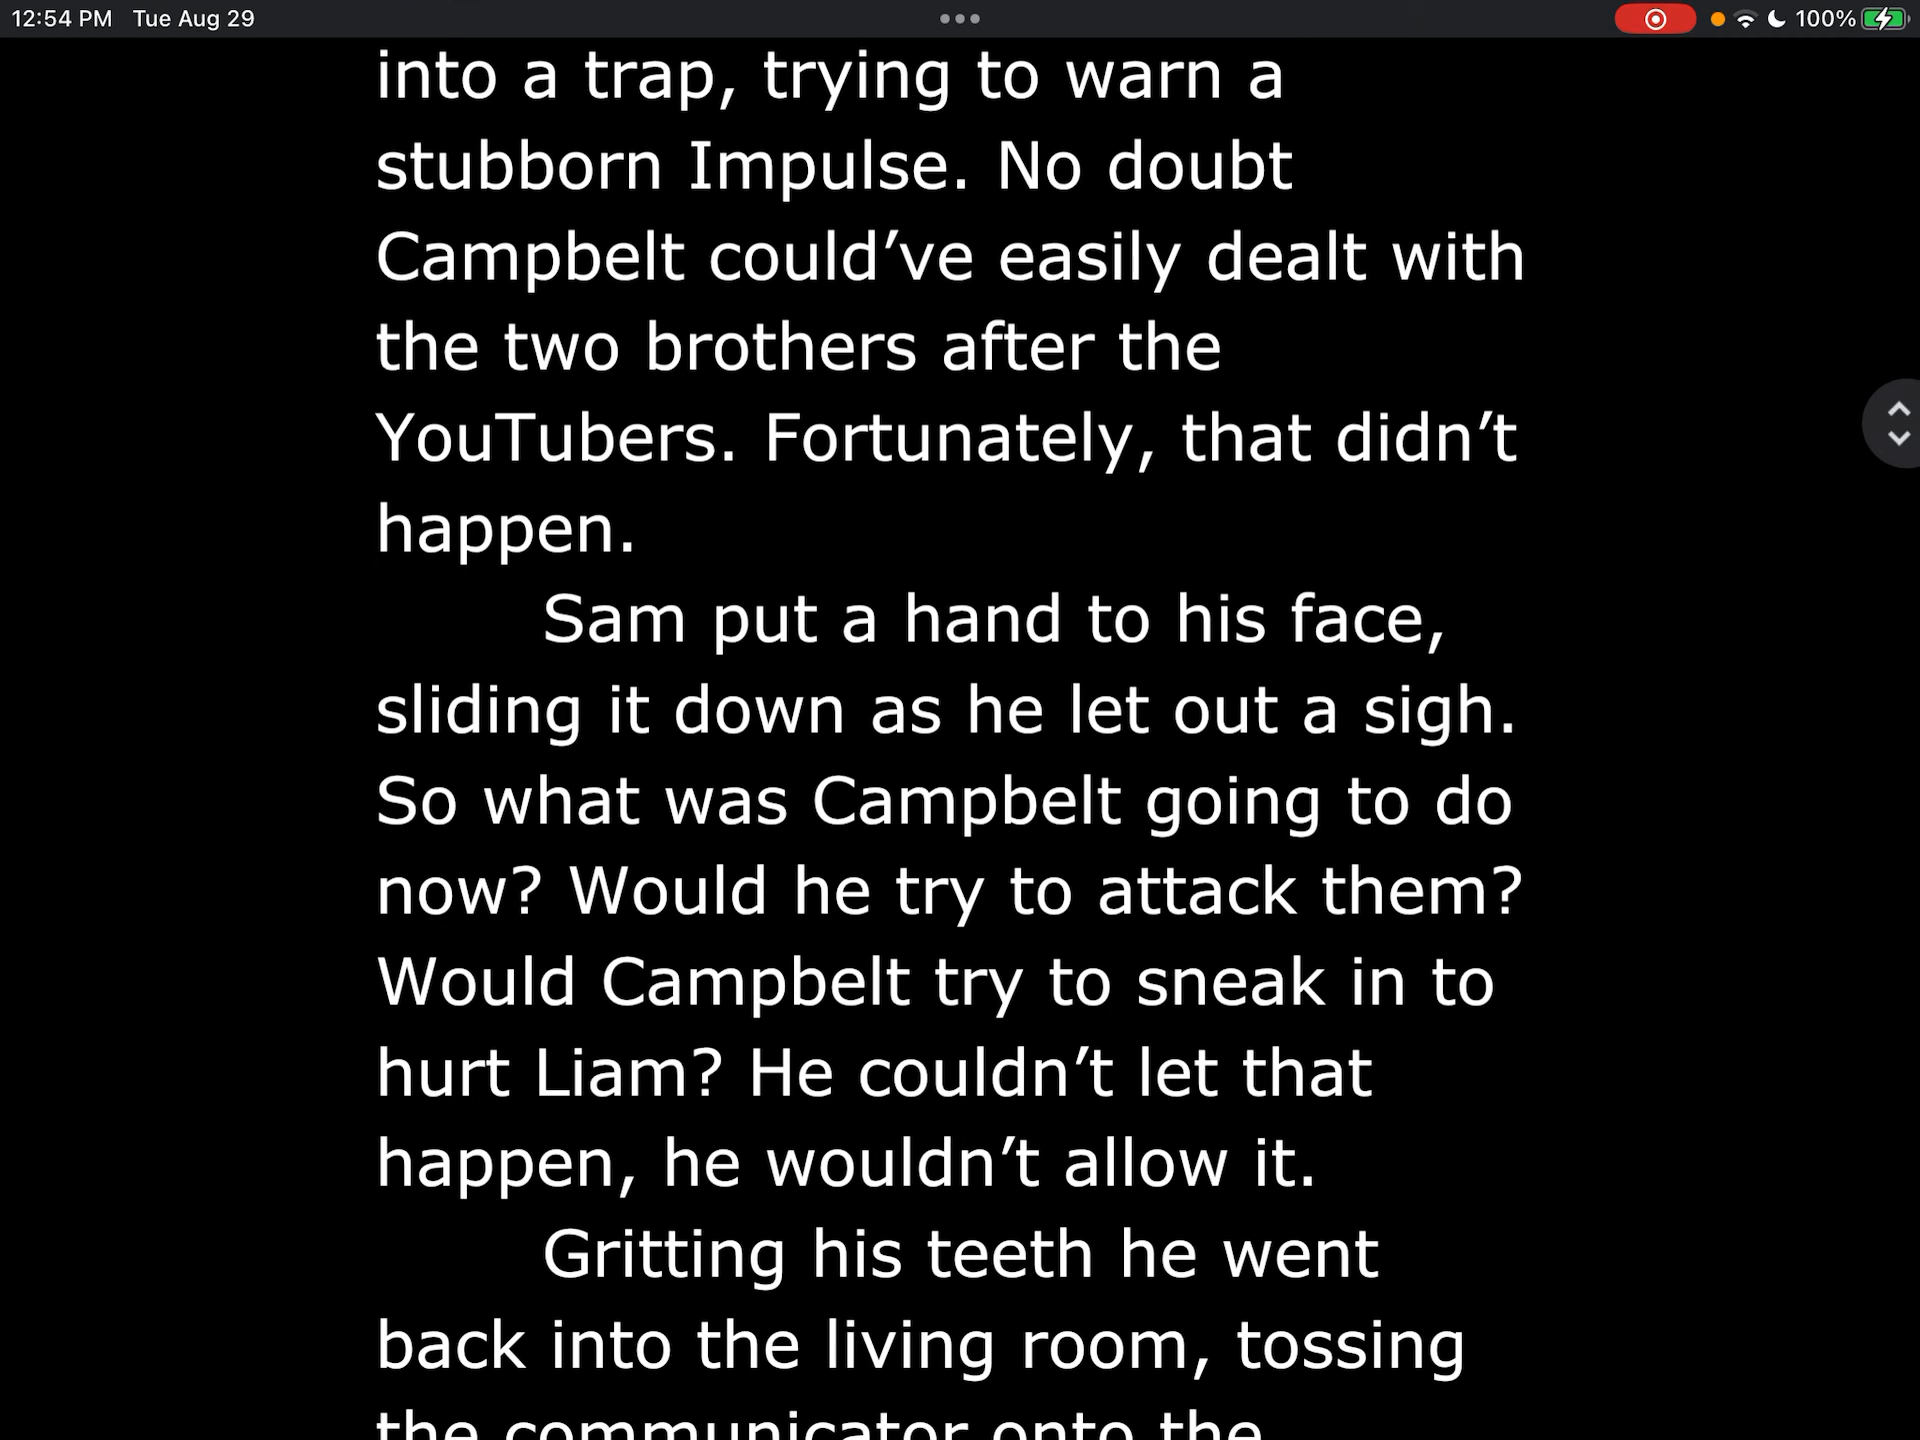 12:54 PM Tue Aug 29
100%
into a trap, trying to warn a
stubborn Impulse. No doubt
Campbelt could’ve easily dealt with
the two brothers after the
YouTubers. Fortunately, that didn’t
happen.
Sam put a hand to his face,
sliding it down as he let out a sigh.
So what was Campbelt going to do
now? Would he try to attack them?
Would Campbelt try to sneak in to
hurt Liam? He couldn’t let that
happen, he wouldn’t allow it.
Gritting his teeth he went
back into the living room, tossing
the communicator onto the